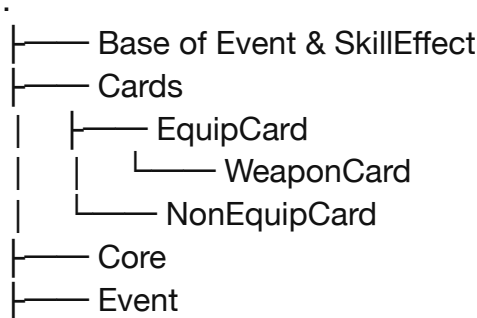 .
├── Base of Event & SkillEffect
├── Cards
│   ├── EquipCard
│   │   └── WeaponCard
│   └── NonEquipCard
├── Core
├── Event